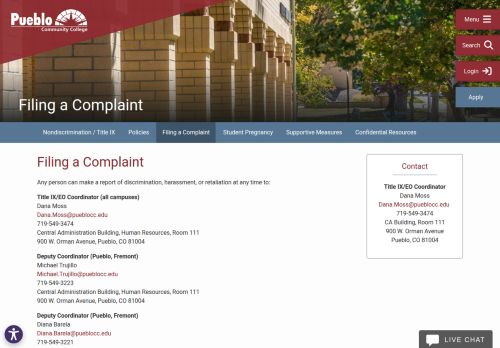 Pueblo
Community College
Menu
Search
Login
Apply
Filing a Complaint
Nondiscrimination / Title IX
Policies
Filing a Complaint
Student Pregnancy
Supportive Measures
Confidential Resources
Filing a Complaint
Any person can make a report of discrimination, harassment, or retaliation at any time to:
Title IX/EO Coordinator (all campuses)
Dana Moss
Dana.Moss@pueblocc.edu
719-549-3474
Central Administration Building, Human Resources, Room 111
900 W. Orman Avenue, Pueblo, CO 81004
Deputy Coordinator (Pueblo, Fremont)
Michael Trujillo
Michael.Trujillo@pueblocc.edu
719-549-3223
Central Administration Building, Human Resources, Room 111
900 W. Orman Avenue, Pueblo, CO 81004
Deputy Coordinator (Pueblo, Fremont)
Diana Barela
Diana.Barela@pueblocc.edu
719-549-3221
Contact
Title IX/EO Coordinator
Dana Moss
Dana.Moss@pueblocc.edu
719-549-3474
CA Building, Room 111
900 W. Orman Avenue
Pueblo, CO 81004
LIVE CHAT